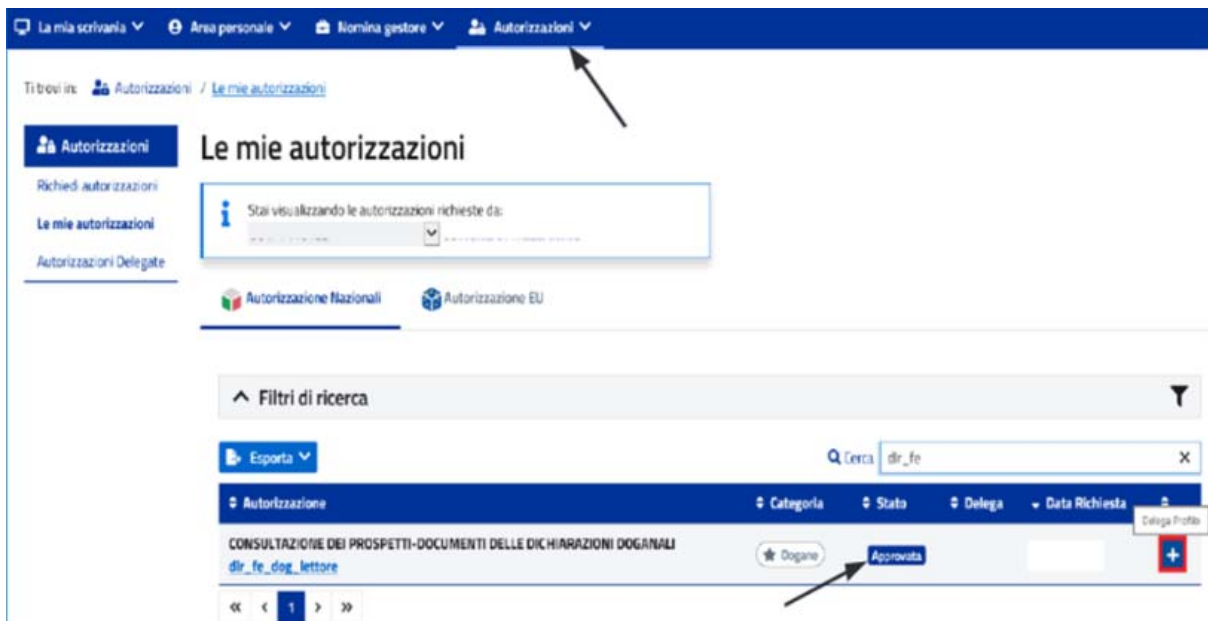 La mia scrivania Area personale Nomina gestore Autorizzazioni
Ti trovi in: Autorizzazioni / Le mie autorizzazioni
Autorizzazioni
Richiedi autorizzazioni
Le mie autorizzazioni
Autorizzazioni Delegate
Le mie autorizzazioni
Stai visualizzando le autorizzazioni richieste da:
Autorizzazione Nazionali Autorizzazione EU
Filtri di ricerca
Esporta Cerca dlr_fe
Autorizzazione Categoria Stato Delega Data Richiesta
Delega Profilo
CONSULTAZIONE DEI PROSPETTI-DOCUMENTI DELLE DICHIARAZIONI DOGANALI
dlr_fe_dog_lettore
Dogane Approvata
« < 1 > »